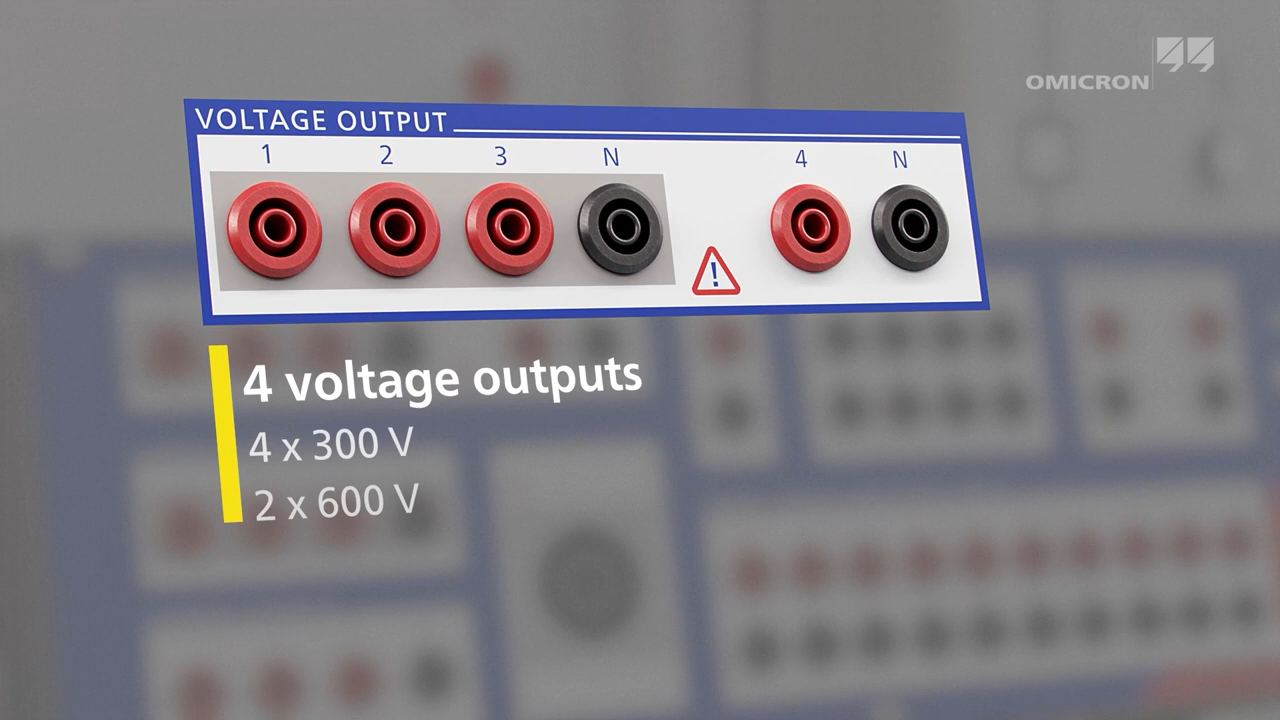 OMICRON
VOLTAGE OUTPUT
1 2 3 N 4 N
!
4 voltage outputs
4 x 300 V
2 x 600 V